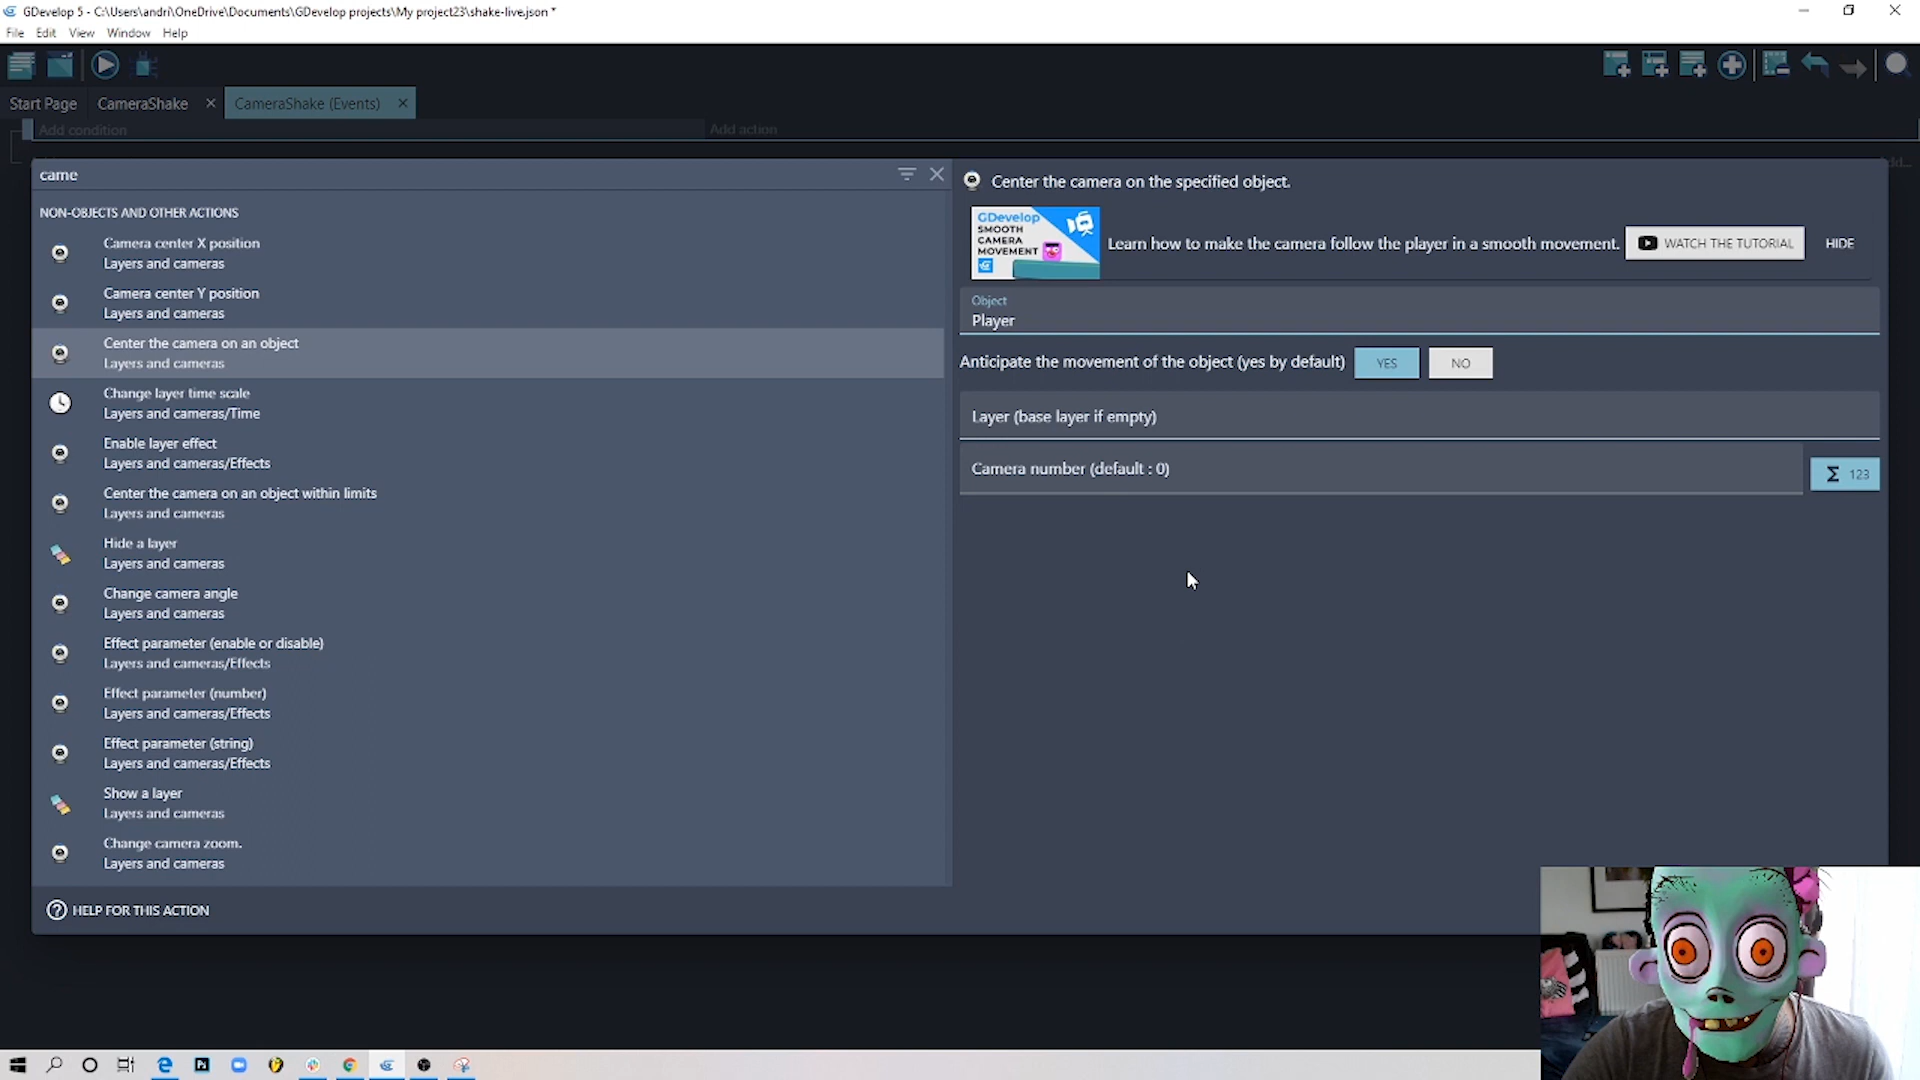 GDevelop 5 - C:\Users\andri\OneDrive\Documents\GDevelop projects\My project23\shake-live.json *
File Edit View Window Help
Start Page CameraShake CameraShake (Events)
Add condition Add action
came
NON-OBJECTS AND OTHER ACTIONS
Camera center X position
Layers and cameras
Camera center Y position
Layers and cameras
Center the camera on an object
Layers and cameras
Change layer time scale
Layers and cameras/Time
Enable layer effect
Layers and cameras/Effects
Center the camera on an object within limits
Layers and cameras
Hide a layer
Layers and cameras
Change camera angle
Layers and cameras
Effect parameter (enable or disable)
Layers and cameras/Effects
Effect parameter (number)
Layers and cameras/Effects
Effect parameter (string)
Layers and cameras/Effects
Show a layer
Layers and cameras
Change camera zoom.
Layers and cameras
HELP FOR THIS ACTION
Center the camera on the specified object.
GDevelop
SMOOTH
CAMERA
MOVEMENT
Learn how to make the camera follow the player in a smooth movement. WATCH THE TUTORIAL HIDE
Object
Player
Anticipate the movement of the object (yes by default) YES NO
Layer (base layer if empty)
Camera number (default : 0) Σ 123